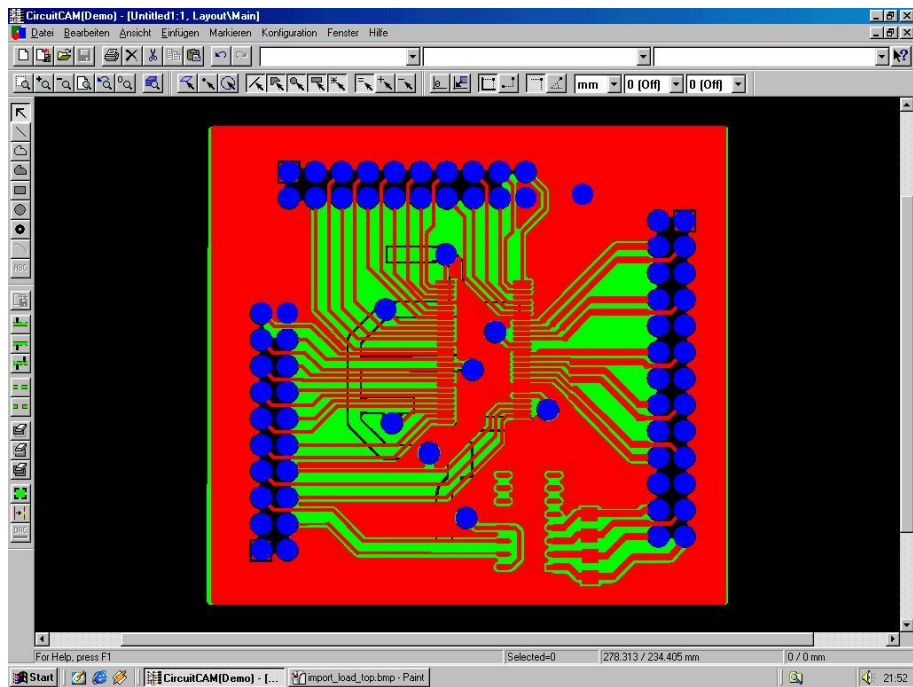 CircuitCAM(Demo) - [Untitled1:1, Layout\Main]
Datei Bearbeiten Ansicht Einfügen Markieren Konfiguration Fenster Hilfe
mm 0 (Off) 0 (Off)
ABC
DRC
For Help, press F1 Selected=0 278.313 / 234.405 mm 0 / 0 mm
Start CircuitCAM(Demo) - [... import_load_top.bmp - Paint 21:52